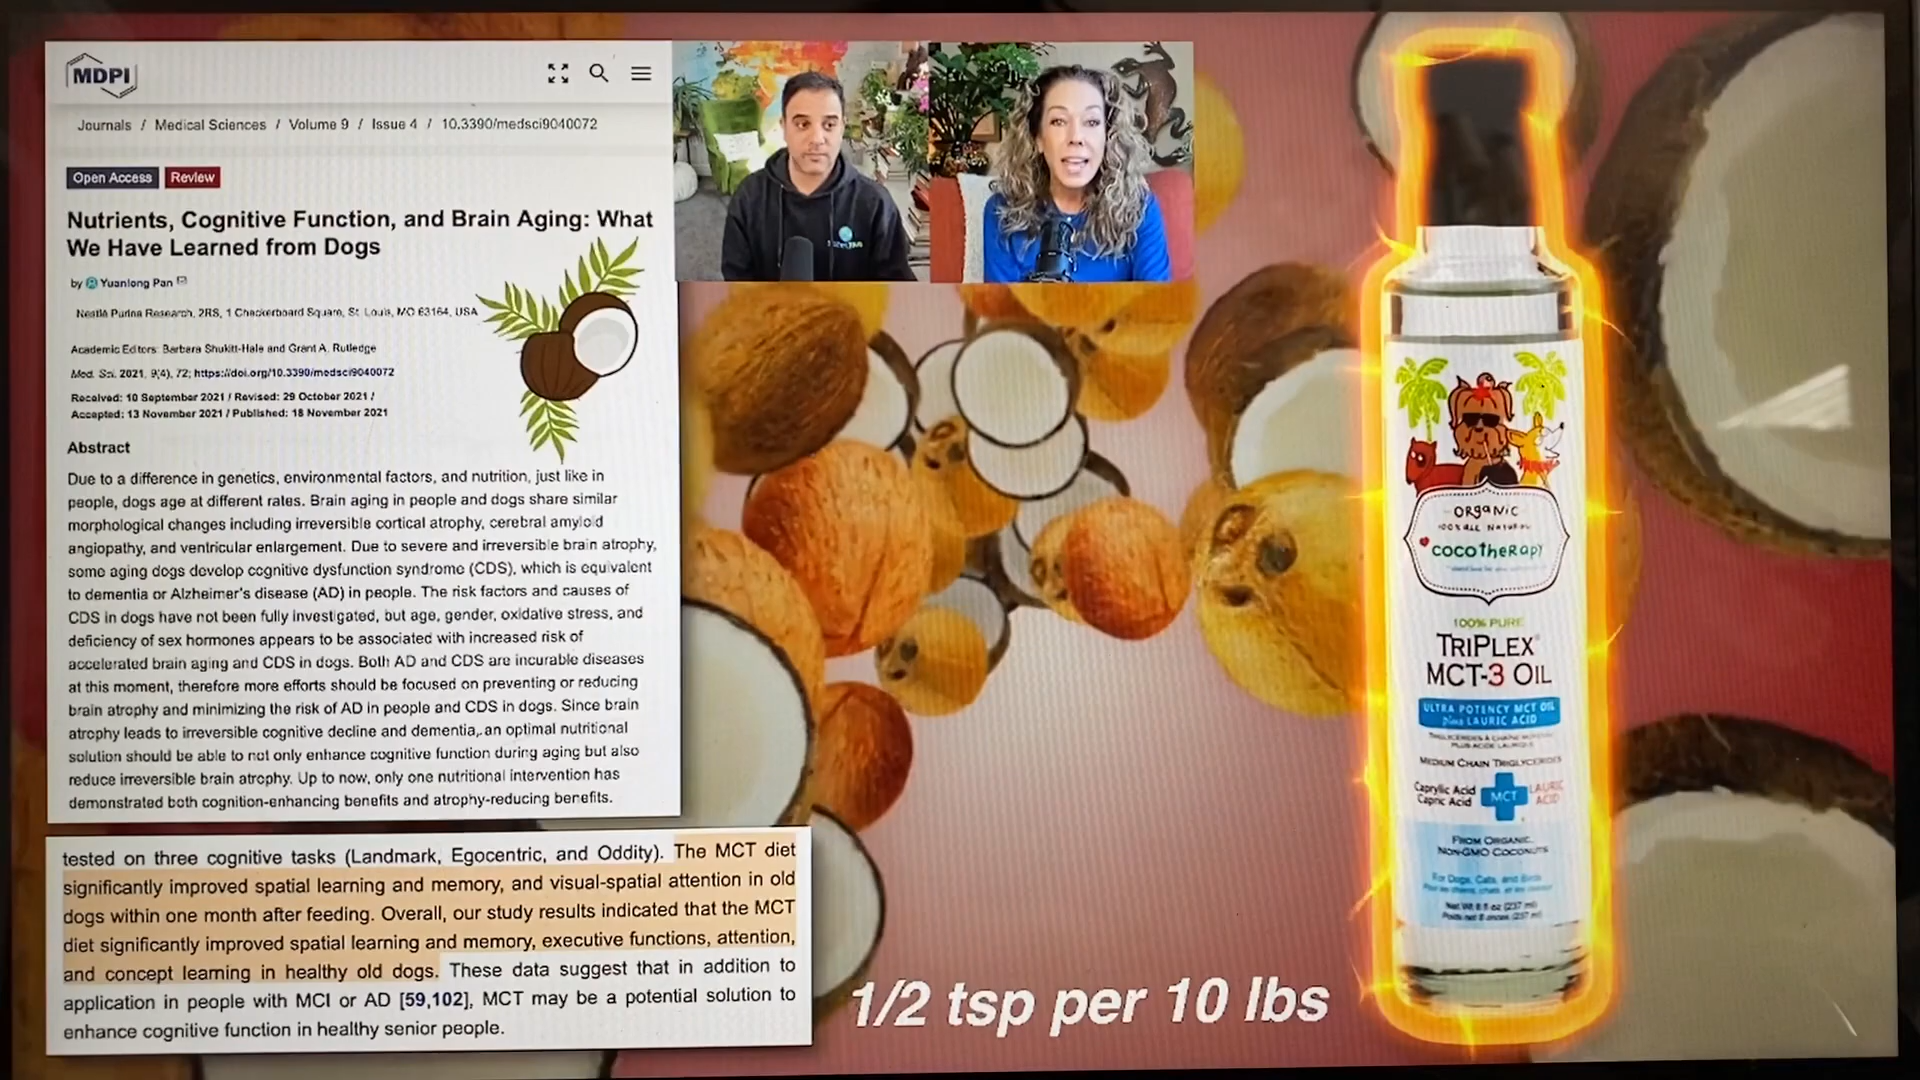 MDPI
Journals / Medical Sciences / Volume 9 / Issue 4 / 10.3390/medsci9040072
Open Access Review
Nutrients, Cognitive Function, and Brain Aging: What
We Have Learned from Dogs
by Yuanlong Pan
Nestlé Purina Research, 2RS, 1 Checkerboard Square, St. Louis, MO 63164, USA
Academic Editors: Barbara Shukitt-Hale and Grant A. Rutledge
Med. Sci. 2021, 9(4), 72; https://doi.org/10.3390/medsci9040072
Received: 10 September 2021 / Revised: 29 October 2021 /
Accepted: 13 November 2021 / Published: 18 November 2021
Abstract
Due to a difference in genetics, environmental factors, and nutrition, just like in
people, dogs age at different rates. Brain aging in people and dogs share similar
morphological changes including irreversible cortical atrophy, cerebral amyloid
angiopathy, and ventricular enlargement. Due to severe and irreversible brain atrophy,
some aging dogs develop cognitive dysfunction syndrome (CDS), which is equivalent
to dementia or Alzheimer's disease (AD) in people. The risk factors and causes of
CDS in dogs have not been fully investigated, but age, gender, oxidative stress, and
deficiency of sex hormones appears to be associated with increased risk of
accelerated brain aging and CDS in dogs. Both AD and CDS are incurable diseases
at this moment, therefore more efforts should be focused on preventing or reducing
brain atrophy and minimizing the risk of AD in people and CDS in dogs. Since brain
atrophy leads to irreversible cognitive decline and dementia, an optimal nutritional
solution should be able to not only enhance cognitive function during aging but also
reduce irreversible brain atrophy. Up to now, only one nutritional intervention has
demonstrated both cognition-enhancing benefits and atrophy-reducing benefits.
tested on three cognitive tasks (Landmark, Egocentric, and Oddity). The MCT diet
significantly improved spatial learning and memory, and visual-spatial attention in old
dogs within one month after feeding. Overall, our study results indicated that the MCT
diet significantly improved spatial learning and memory, executive functions, attention,
and concept learning in healthy old dogs. These data suggest that in addition to
application in people with MCI or AD [59,102], MCT may be a potential solution to
enhance cognitive function in healthy senior people.
1/2 tsp per 10 lbs
ORGANIC
100% ALL NATURAL
COCOTHERAPY
100% PURE
TRIPLEX
MCT-3 OIL
ULTRA POTENCY MCT OIL
plus LAURIC ACID
MEDIUM CHAIN TRIGLYCERIDES
Caprylic Acid
Capric Acid
MCT
LAURIC
ACID
FROM ORGANIC,
NON-GMO COCONUTS
For Dogs, Cats, and Birds
Net Wt 8 oz (237 ml)